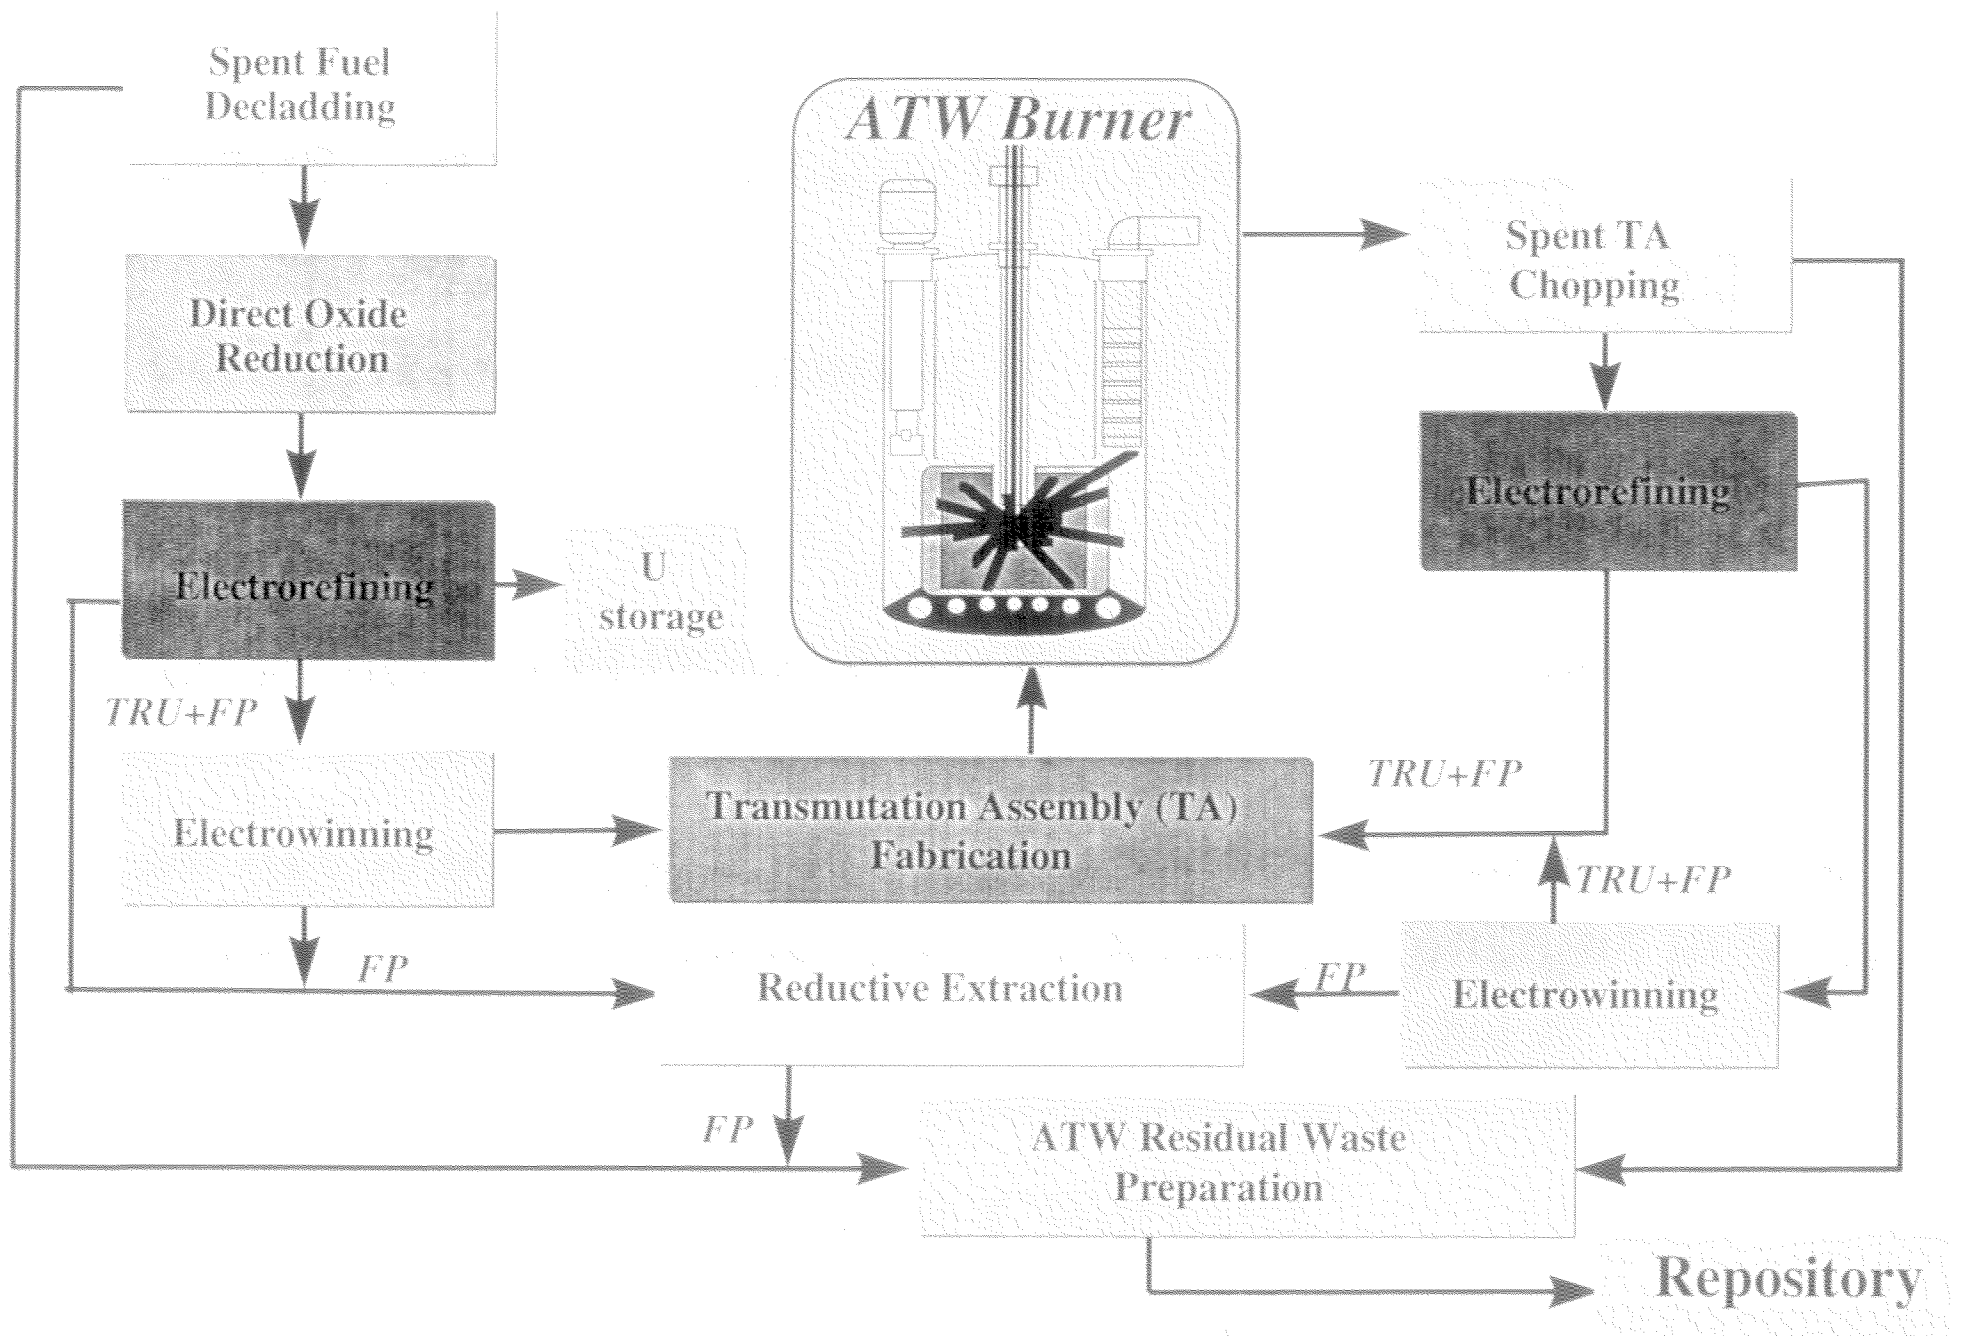 Spent Fuel
Decladding
ATW Burner
Spent TA
Chopping
Direct Oxide
Reduction
Electrorefining
Electrorefining
U
storage
TRU+FP
Electrowinning
Transmutation Assembly (TA)
Fabrication
TRU+FP
TRU+FP
FP
Reductive Extraction
FP
Electrowinning
FP
ATW Residual Waste
Preparation
Repository